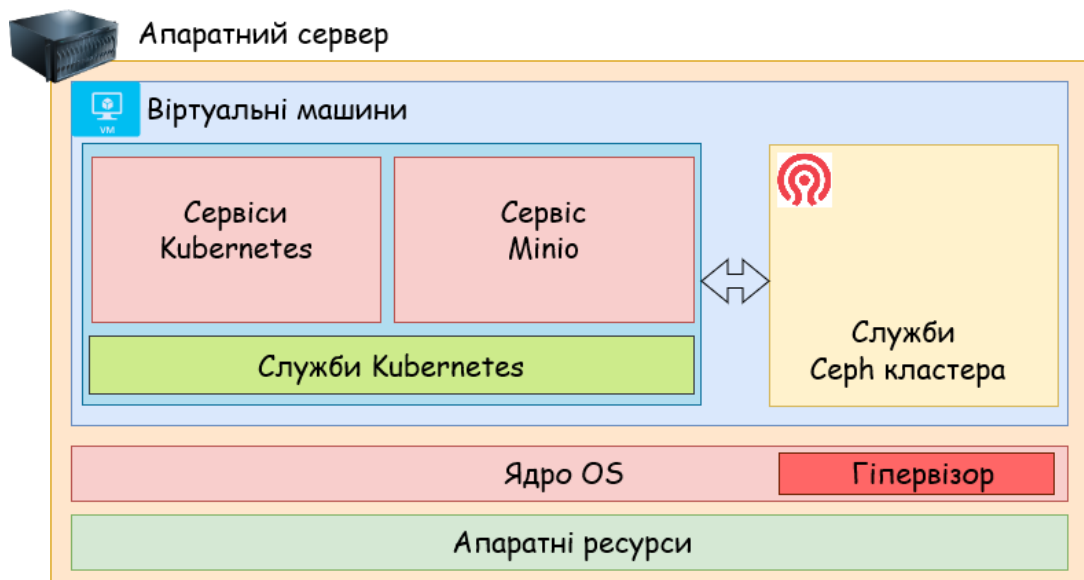 Апаратний сервер
VM
Віртуальні машини
Сервіси
Kubernetes
Сервіс
Minio
Служби Kubernetes
Служби
Ceph кластера
Ядро OS
Гіпервізор
Апаратні ресурси